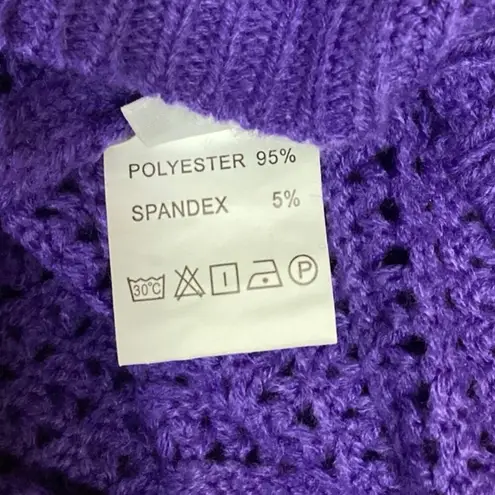 POLYESTER 95%
SPANDEX 5%
30°C P